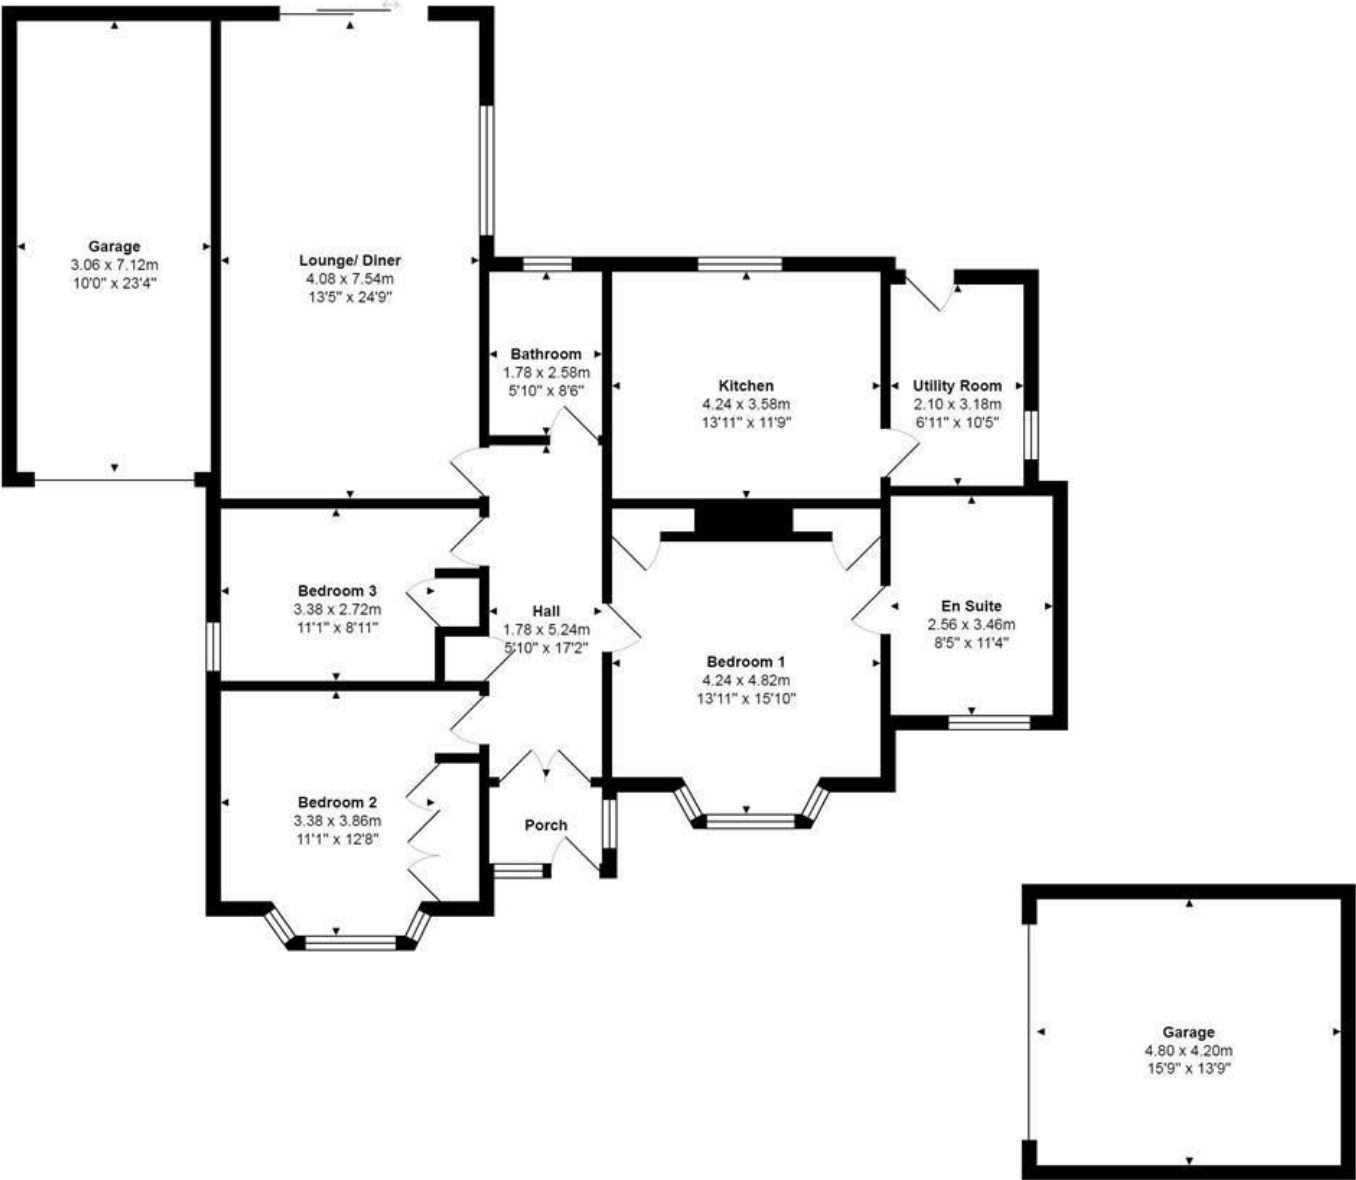 Garage
3.06 x 7.12m
10'0" x 23'4"
Lounge/ Diner
4.08 x 7.54m
13'5" x 24'9"
Bathroom
1.78 x 2.58m
5'10" x 8'6"
Kitchen
4.24 x 3.58m
13'11" x 11'9"
Utility Room
2.10 x 3.18m
6'11" x 10'5"
Bedroom 3
3.38 x 2.72m
11'1" x 8'11"
Hall
1.78 x 5.24m
5'10" x 17'2"
En Suite
2.56 x 3.46m
8'5" x 11'4"
Bedroom 1
4.24 x 4.82m
13'11" x 15'10"
Bedroom 2
3.38 x 3.86m
11'1" x 12'8"
Porch
Garage
4.80 x 4.20m
15'9" x 13'9"